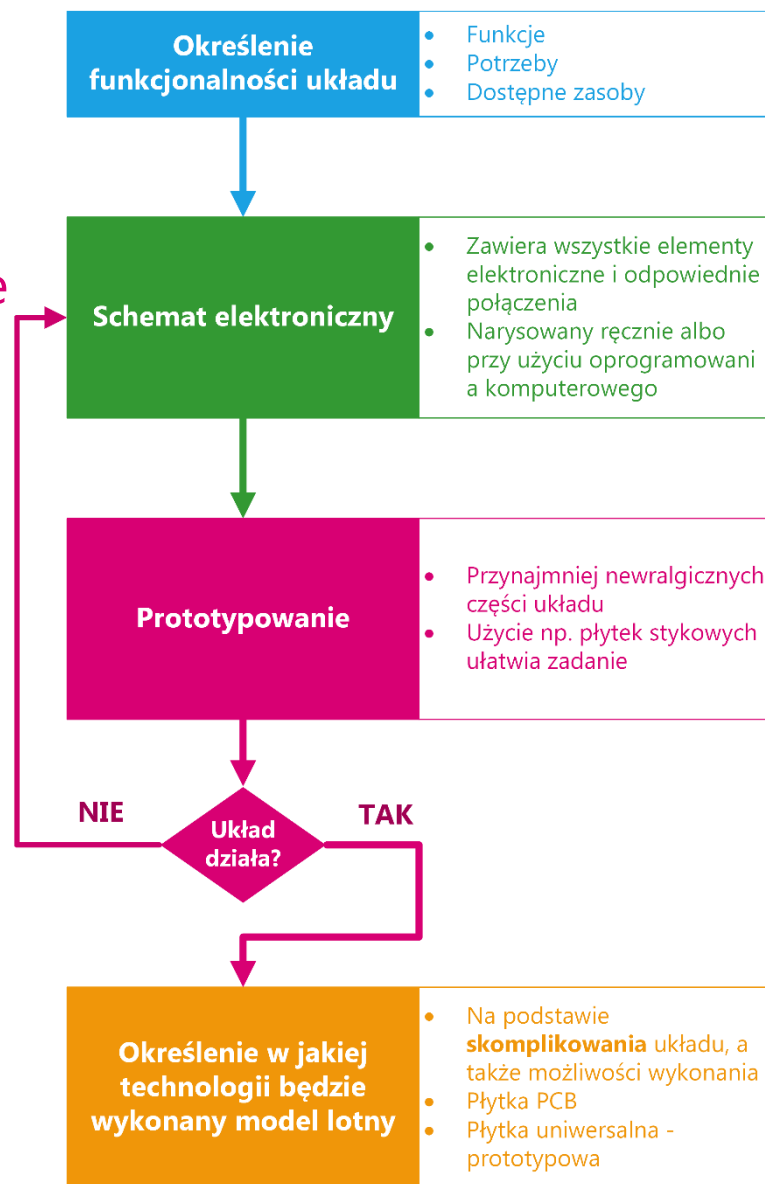 Określenie
funkcjonalności układu
• Funkcje
• Potrzeby
• Dostępne zasoby
e
Schemat elektroniczny
• Zawiera wszystkie elementy
elektroniczne i odpowiednie
połączenia
• Narysowany ręcznie albo
przy użyciu oprogramowani
a komputerowego
Prototypowanie
• Przynajmniej newralgicznych
części układu
• Użycie np. płytek stykowych
ułatwia zadanie
NIE
Układ
działa?
TAK
Określenie w jakiej
technologii będzie
wykonany model lotny
• Na podstawie
skomplikowania układu, a
także możliwości wykonania
• Płytka PCB
• Płytka uniwersalna -
prototypowa